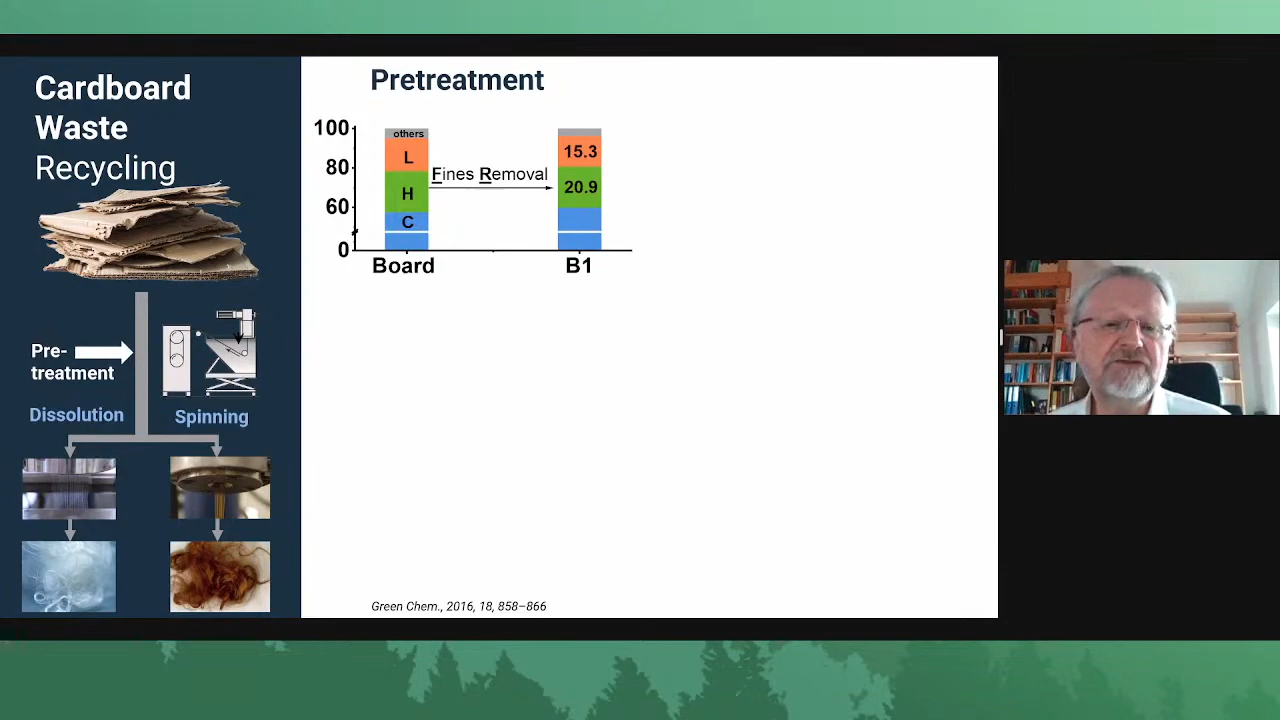 Cardboard
Waste
Recycling
Pre-
treatment
Dissolution
Spinning
Pretreatment
100
80
60
0
others
L
H
C
Fines Removal
15.3
20.9
Board
B1
Green Chem., 2016, 18, 858–866